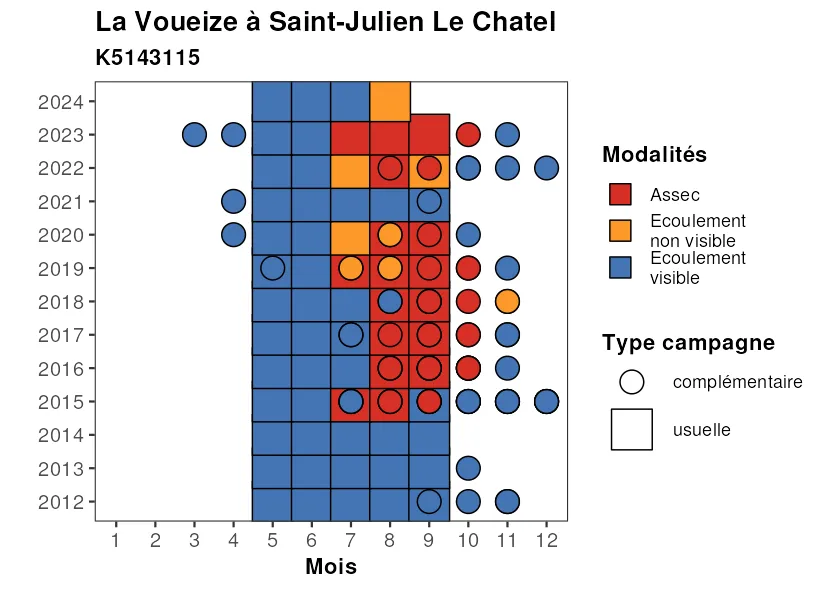 La Voueize à Saint-Julien Le Chatel
K5143115
2024
2023
2022
2021
2020
2019
2018
2017
2016
2015
2014
2013
2012
1 2 3 4 5 6 7 8 9 10 11 12
Mois
Modalités
Assec
Ecoulement
non visible
Ecoulement
visible
Type campagne
complémentaire
usuelle